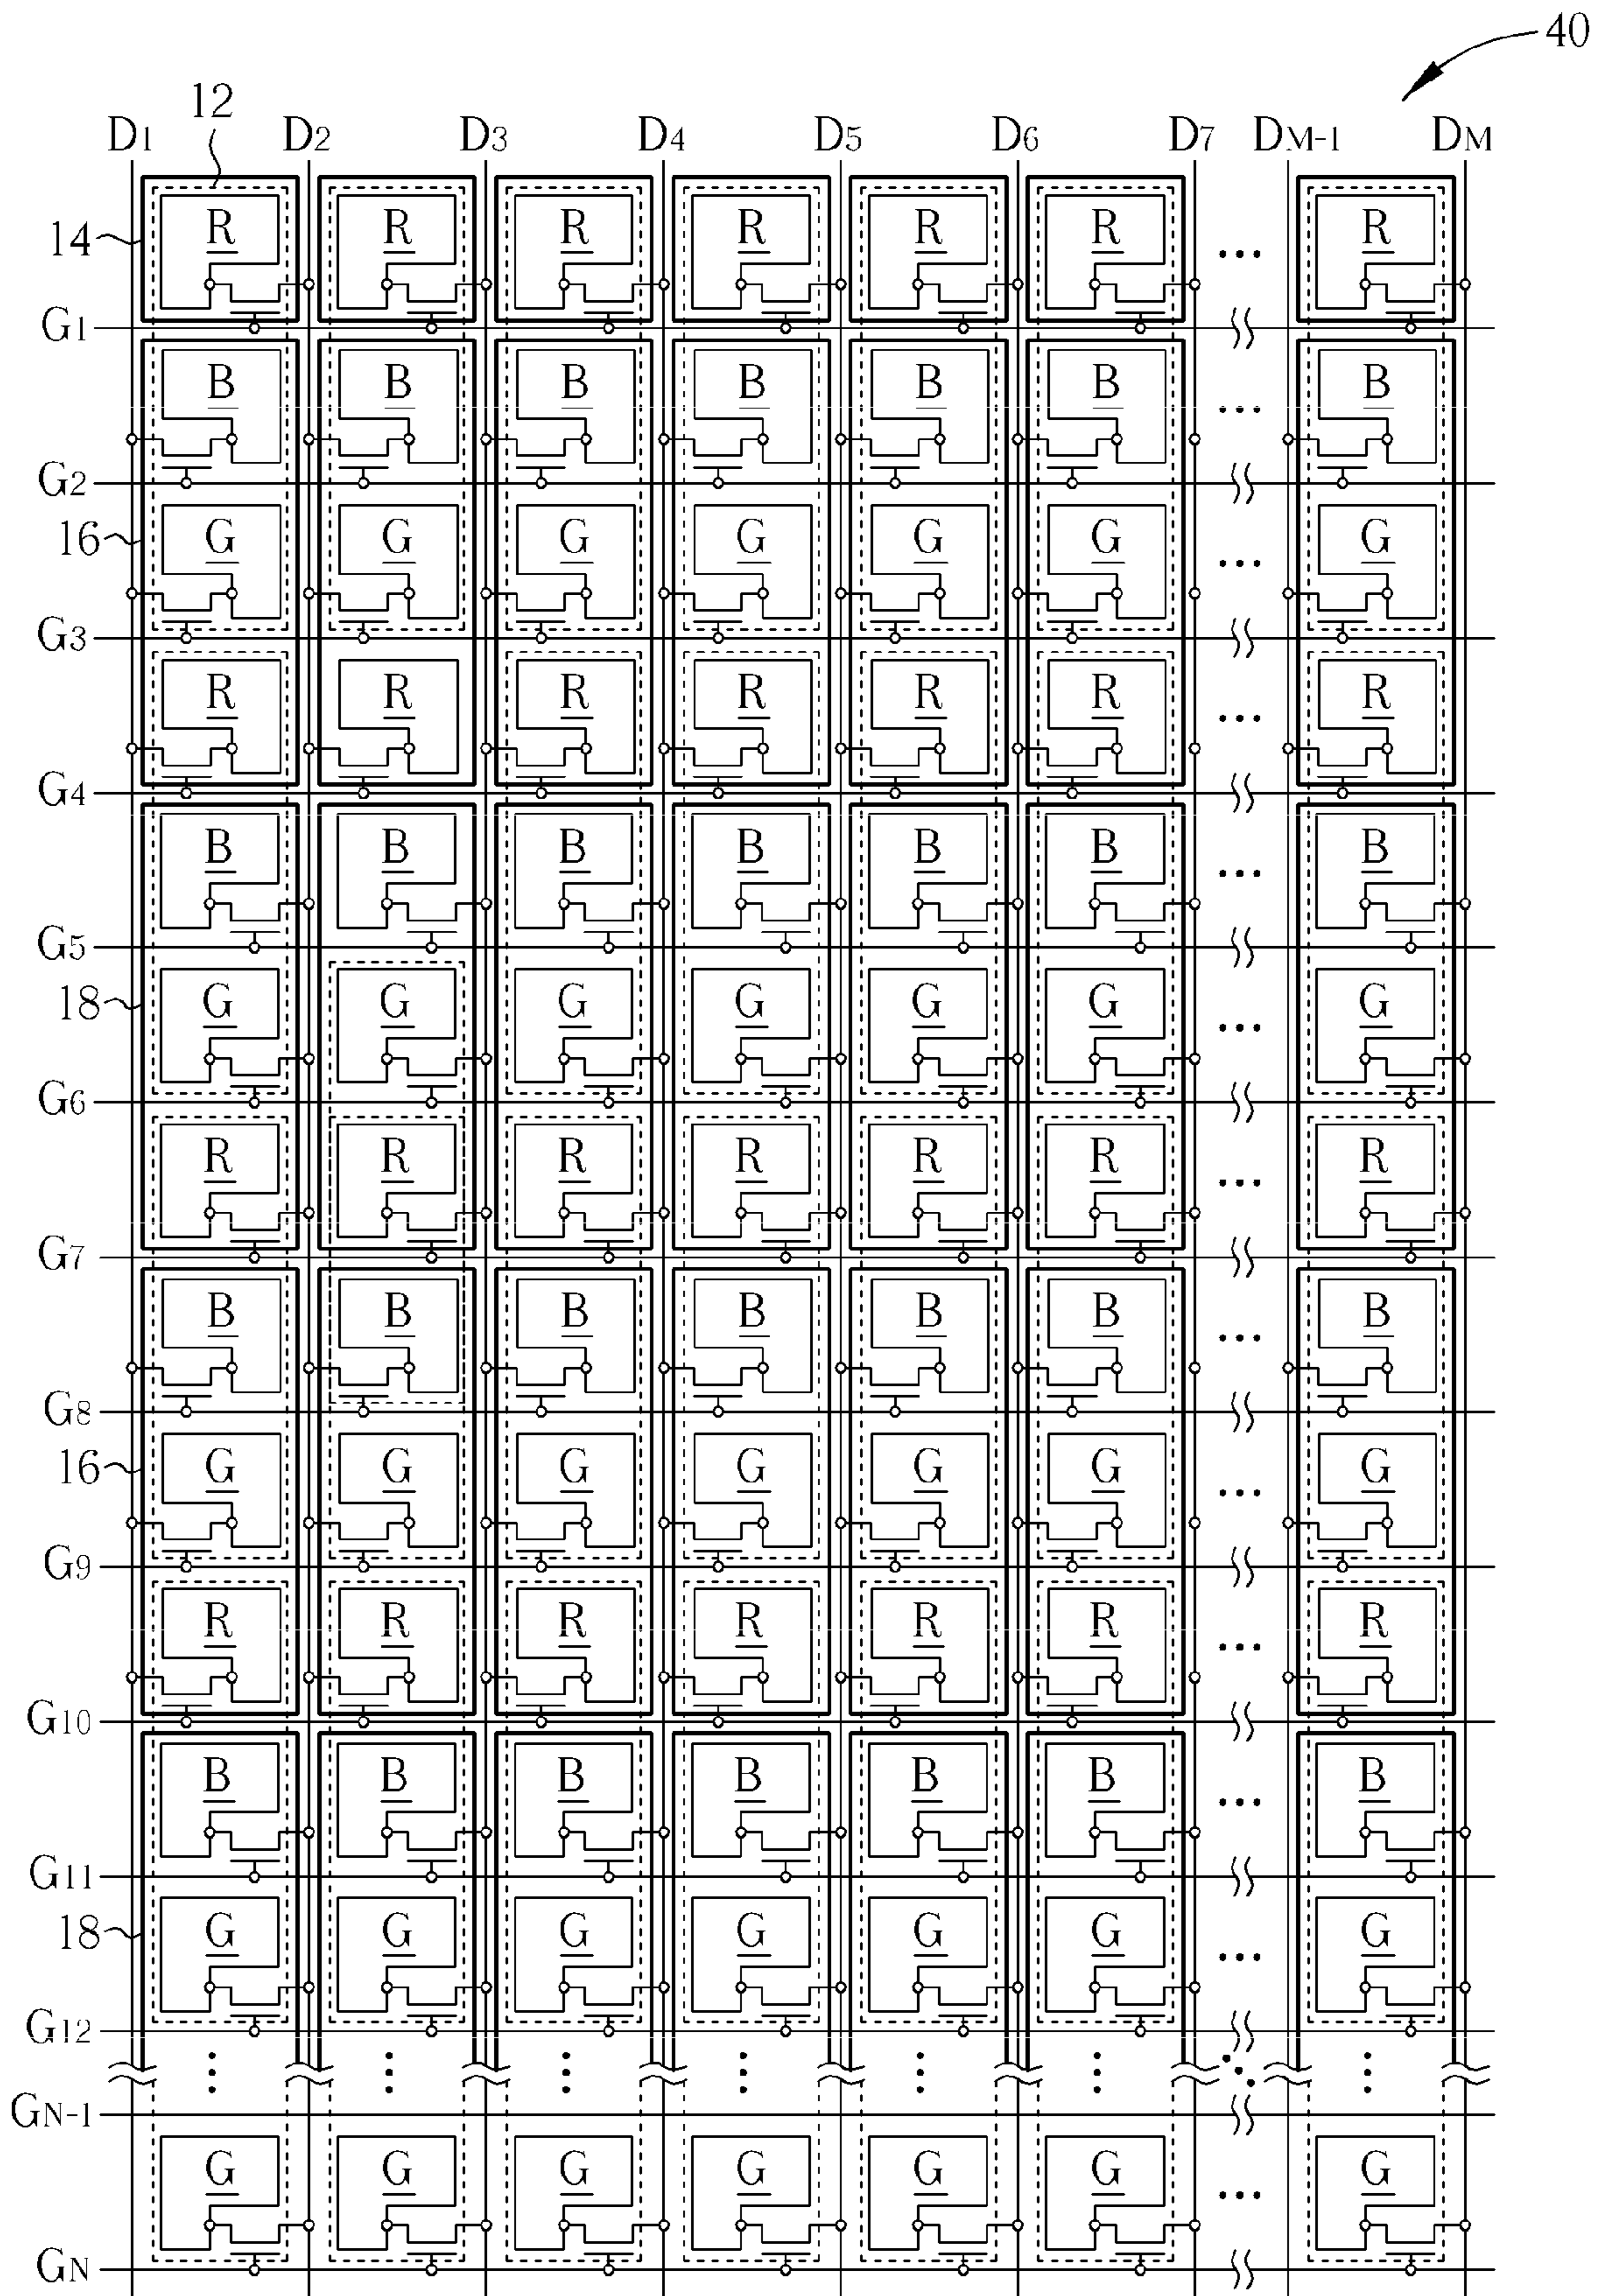 40
12
D1 D2 D3 D4 D5 D6 D7 DM-1 DM
14 R R R R R R ... R
G1
B B B B B B ... B
G2
16 G G G G G G ... G
G3
R R R R R R ... R
G4
B B B B B B ... B
G5
18 G G G G G G ... G
G6
R R R R R R ... R
G7
B B B B B B ... B
G8
16 G G G G G G ... G
G9
R R R R R R ... R
G10
B B B B B B ... B
G11
18 G G G G G G ... G
G12
GN-1
G G G G G G ... G
GN